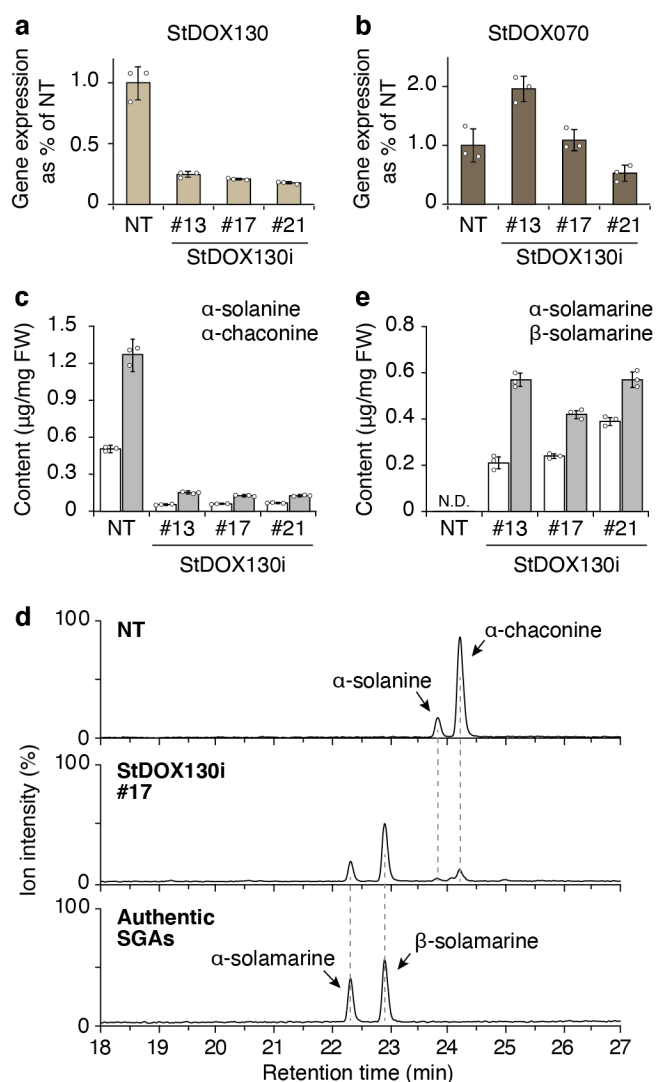 a
StDOX130
Gene expression
as % of NT
1.0
0.5
0
NT
#13
#17
#21
StDOX130i
b
StDOX070
Gene expression
as % of NT
2.0
1.0
0
NT
#13
#17
#21
StDOX130i
c
α-solanine
α-chaconine
Content (μg/mg FW)
1.5
1.2
0.9
0.6
0.3
0
NT
#13
#17
#21
StDOX130i
e
α-solamarine
β-solamarine
Content (μg/mg FW)
0.8
0.6
0.4
0.2
0
N.D.
NT
#13
#17
#21
StDOX130i
d
Ion intensity (%)
100
0
NT
α-solanine
α-chaconine
100
0
StDOX130i
#17
100
0
Authentic
SGAs
α-solamarine
β-solamarine
18
19
20
21
22
23
24
25
26
27
Retention time (min)